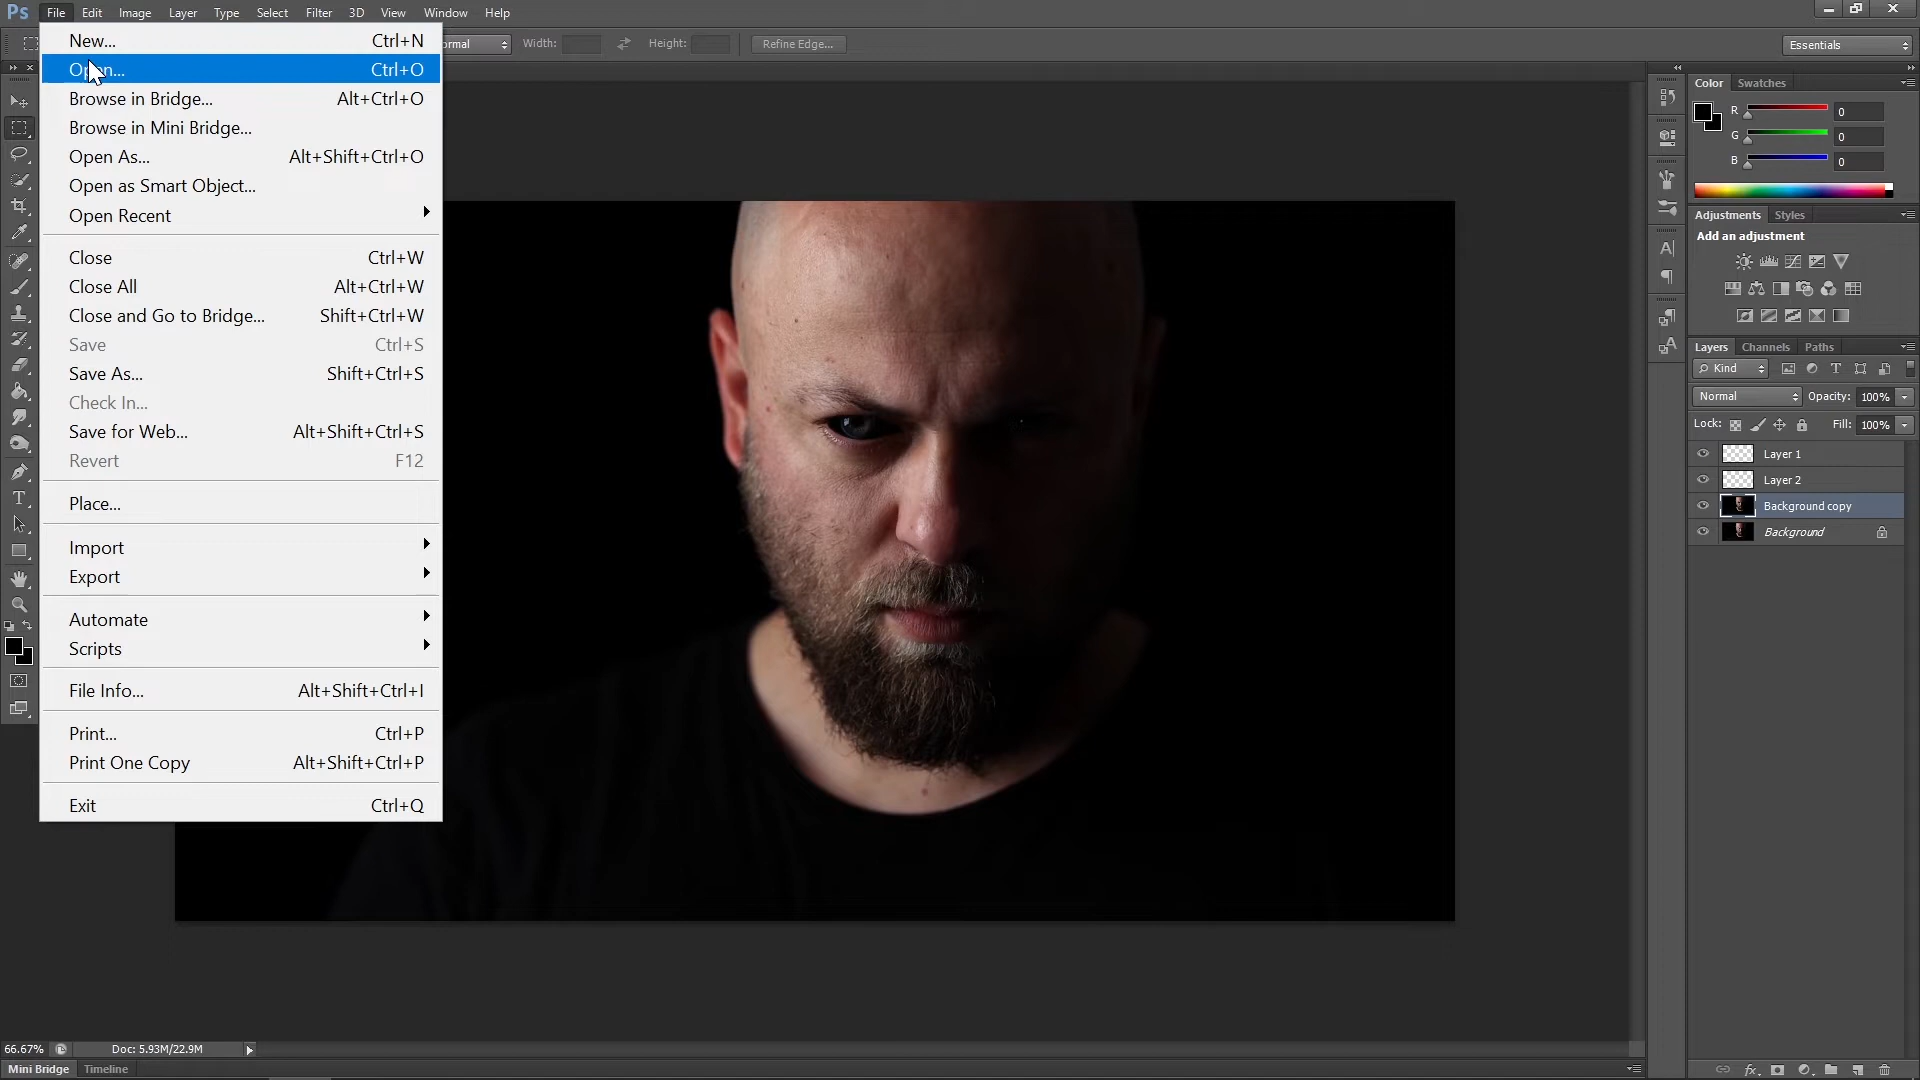 Ps File Edit Image Layer Type Select Filter 3D View Window Help
Width: Height: Refine Edge... Essentials
New... Ctrl+N
Ctrl+O
Browse in Bridge... Alt+Ctrl+O
Browse in Mini Bridge...
Open As... Alt+Shift+Ctrl+O
Open as Smart Object...
Open Recent
Close Ctrl+W
Close All Alt+Ctrl+W
Close and Go to Bridge... Shift+Ctrl+W
Save Ctrl+S
Save As... Shift+Ctrl+S
Check In...
Save for Web... Alt+Shift+Ctrl+S
Revert F12
Place...
Import
Export
Automate
Scripts
File Info... Alt+Shift+Ctrl+I
Print... Ctrl+P
Print One Copy Alt+Shift+Ctrl+P
Exit Ctrl+Q
Color Swatches
R 0
G 0
B 0
Adjustments Styles
Add an adjustment
Layers Channels Paths
Kind
Normal Opacity: 100%
Lock: Fill: 100%
Layer 1
Layer 2
Background copy
Background
66.67% Doc: 5.93M/22.9M
Mini Bridge Timeline